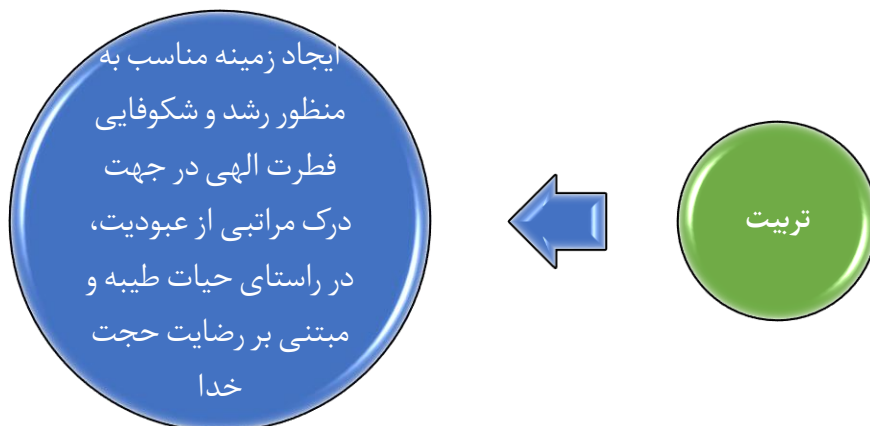 تربیت
ایجاد زمینه مناسب به
منظور رشد و شکوفایی
فطرت الهی در جهت
درک مراتبی از عبودیت،
در راستای حیات طیبه و
مبتنی بر رضایت حجت
خدا